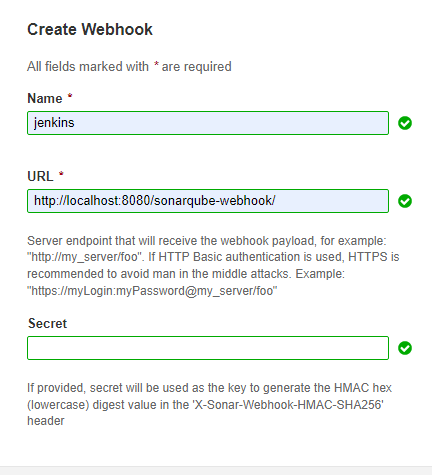 Create Webhook
All fields marked with * are required
Name *
jenkins
URL *
http://localhost:8080/sonarqube-webhook/
Server endpoint that will receive the webhook payload, for example:
"http://my_server/foo". If HTTP Basic authentication is used, HTTPS is
recommended to avoid man in the middle attacks. Example:
"https://myLogin:myPassword@my_server/foo"
Secret
If provided, secret will be used as the key to generate the HMAC hex
(lowercase) digest value in the 'X-Sonar-Webhook-HMAC-SHA256'
header